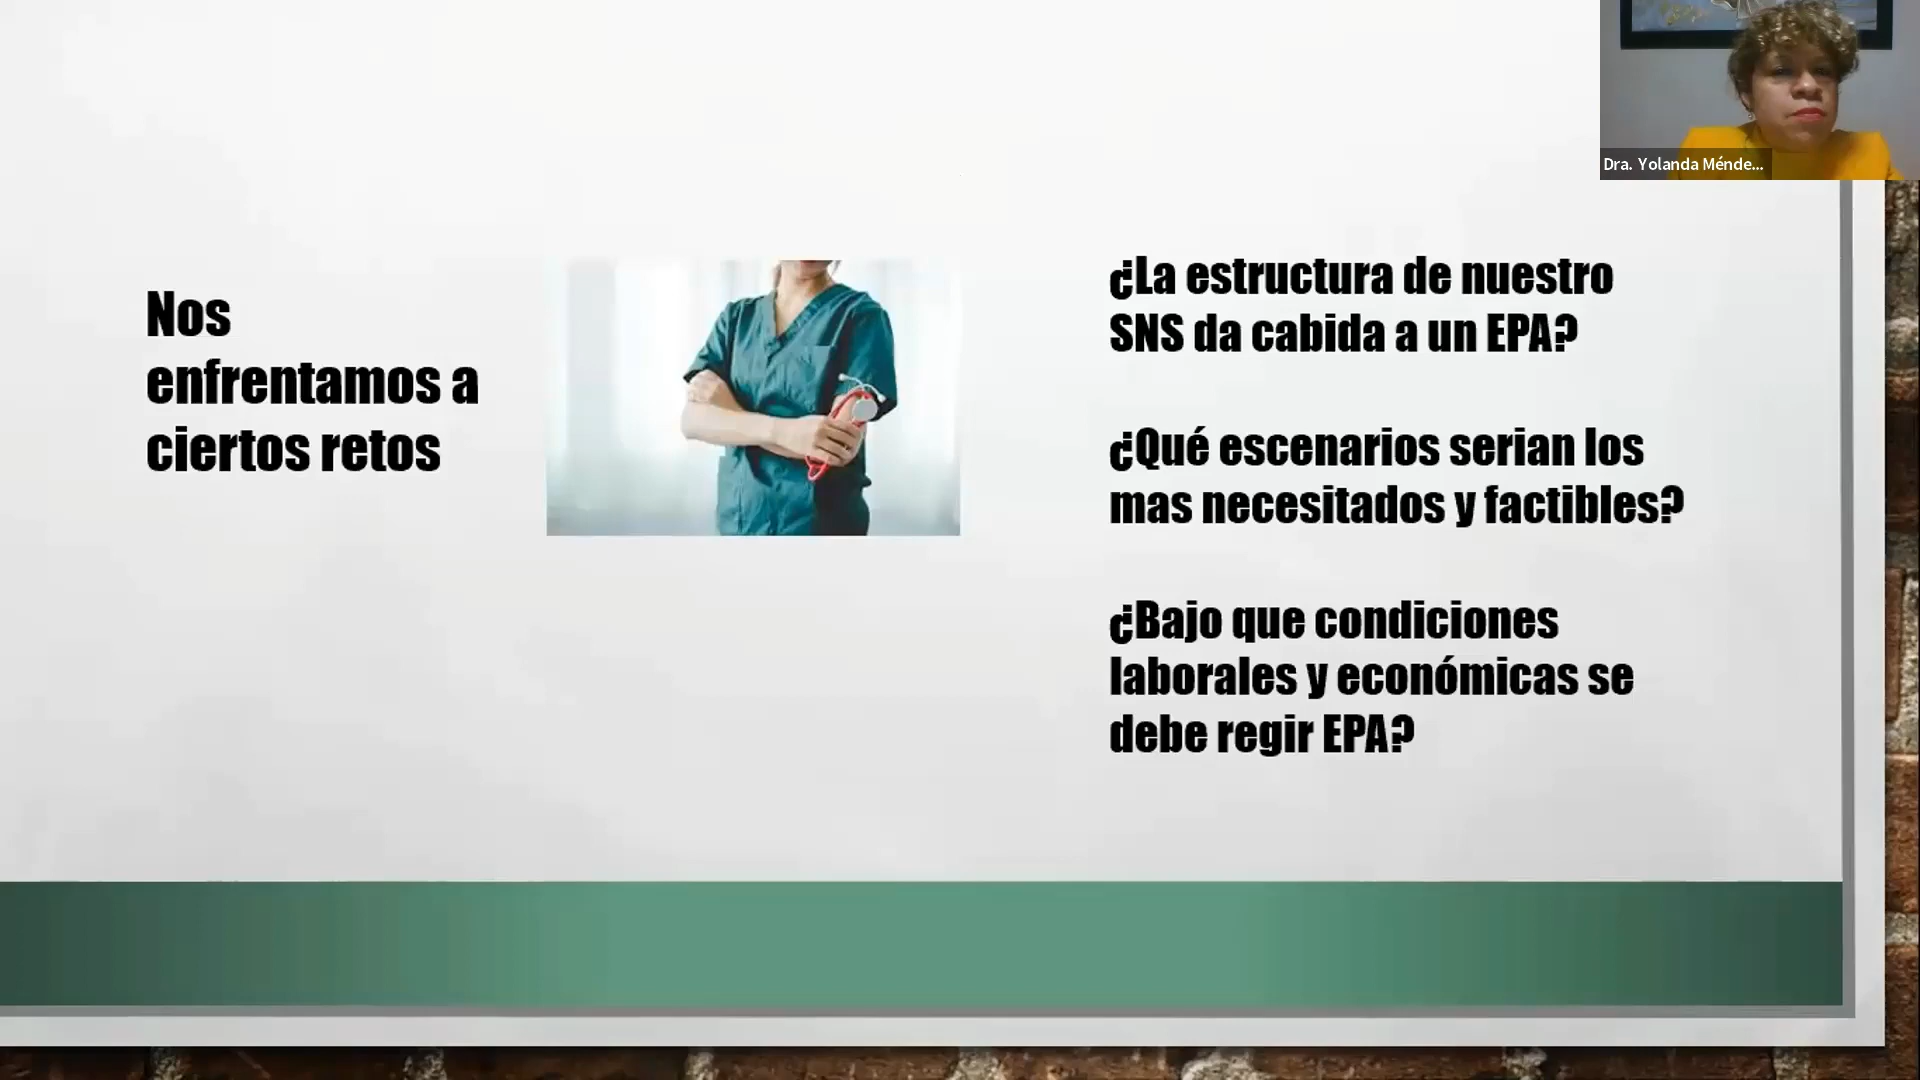 Dra. Yolanda Ménde...
Nos
enfrentamos a
ciertos retos
¿La estructura de nuestro
SNS da cabida a un EPA?
¿Qué escenarios serian los
mas necesitados y factibles?
¿Bajo que condiciones
laborales y económicas se
debe regir EPA?